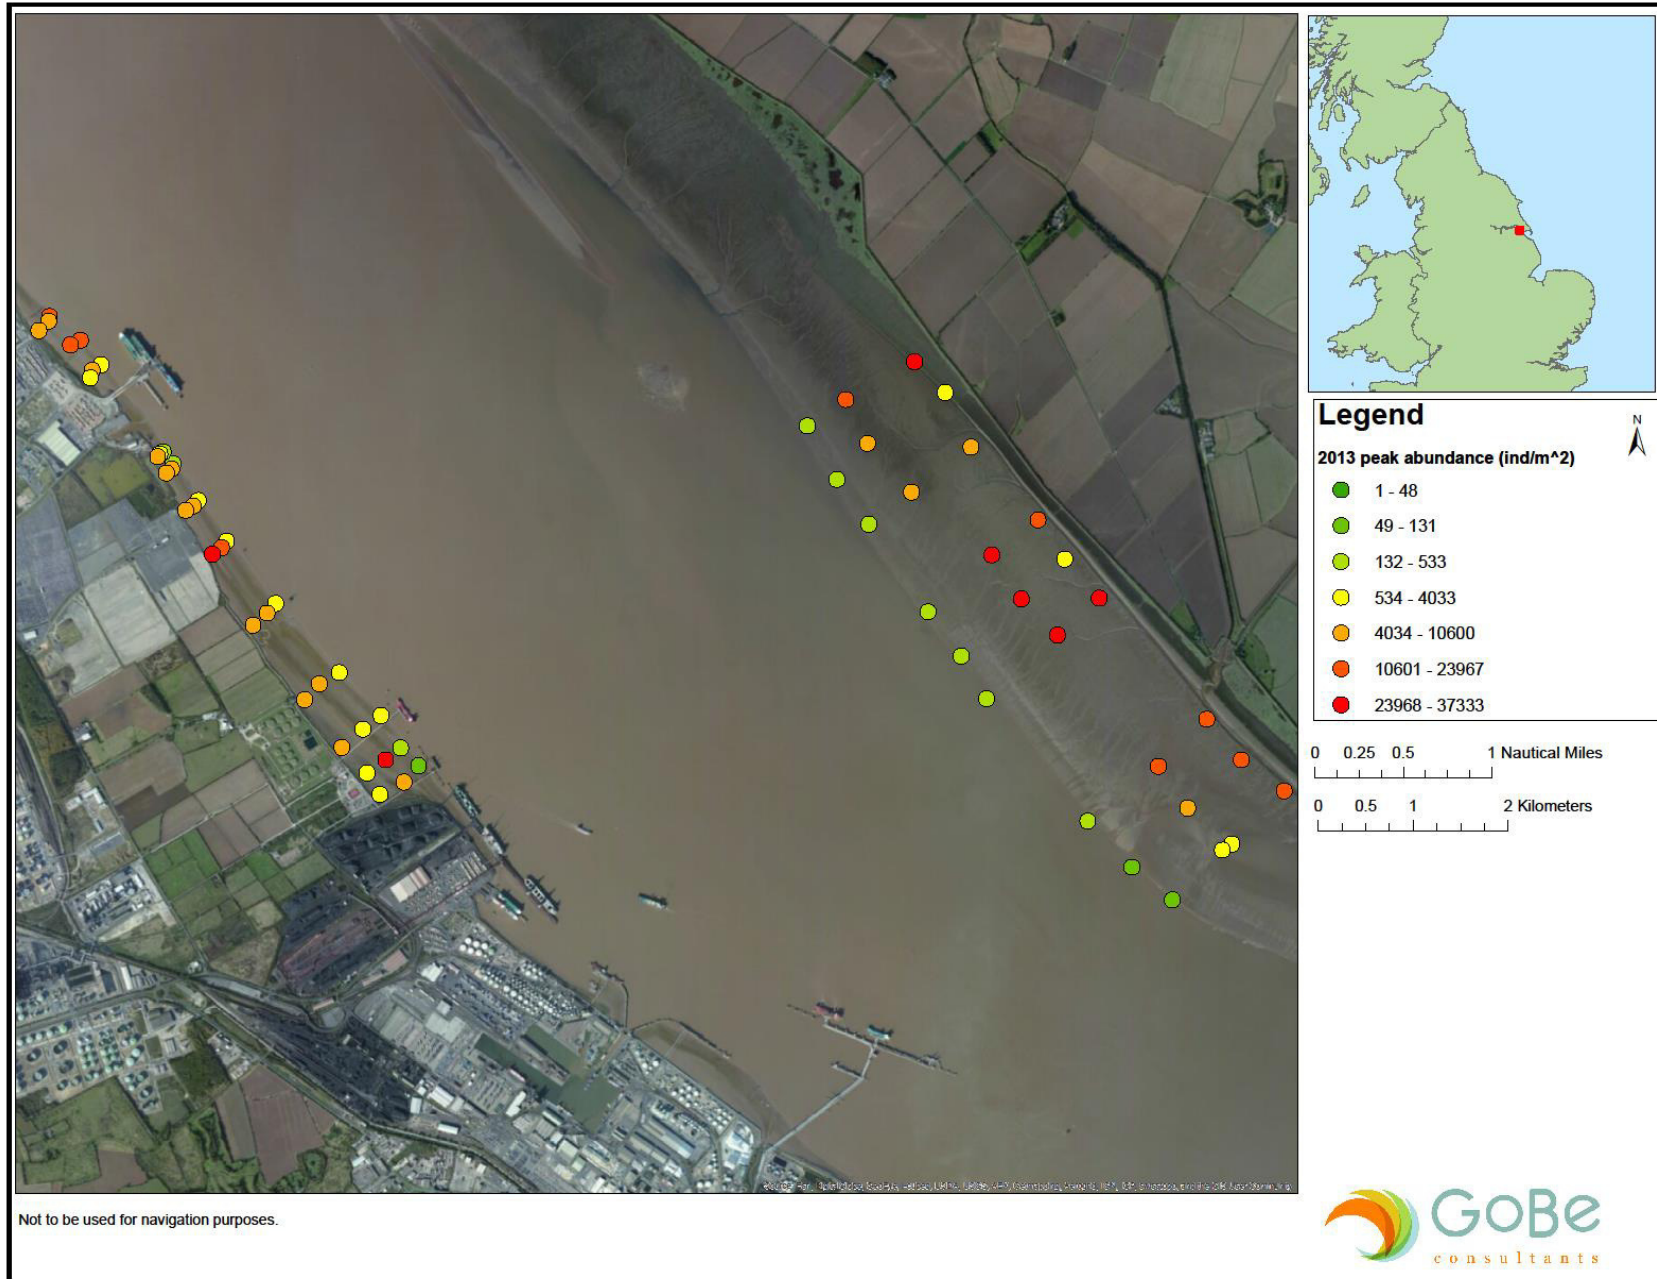 Legend
N
2013 peak abundance (ind/m^2)
1 - 48
49 - 131
132 - 533
534 - 4033
4034 - 10600
10601 - 23967
23968 - 37333
0 0.25 0.5 1 Nautical Miles
0 0.5 1 2 Kilometers
Not to be used for navigation purposes.
GoBe
consultants